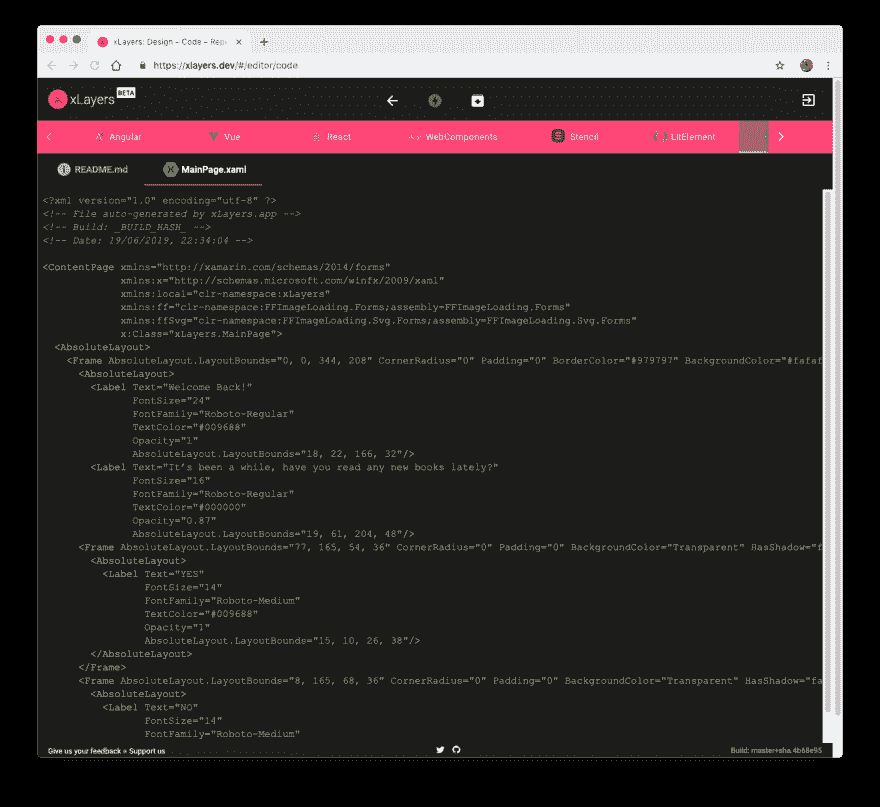 xLayers: Design - Code - Rep
https://xlayers.dev/#/editor/code
xLayers BETA
Angular Vue React WebComponents Stencil LitElement
README.md MainPage.xaml
<?xml version="1.0" encoding="utf-8" ?>
<!-- File auto-generated by xLayers.app -->
<!-- Build: _BUILD_HASH_ -->
<!-- Date: 19/06/2019, 22:34:04 -->
<ContentPage xmlns="http://xamarin.com/schemas/2014/forms"
xmlns:x="http://schemas.microsoft.com/winfx/2009/xaml"
xmlns:local="clr-namespace:xLayers"
xmlns:ff="clr-namespace:FFImageLoading.Forms;assembly=FFImageLoading.Forms"
xmlns:ffSvg="clr-namespace:FFImageLoading.Svg.Forms;assembly=FFImageLoading.Svg.Forms"
x:Class="xLayers.MainPage">
<AbsoluteLayout>
<Frame AbsoluteLayout.LayoutBounds="0, 0, 344, 208" CornerRadius="0" Padding="0" BorderColor="#979797" BackgroundColor="#fafaf
<AbsoluteLayout>
<Label Text="Welcome Back!"
FontSize="24"
FontFamily="Roboto-Regular"
TextColor="#009688"
Opacity="1"
AbsoluteLayout.LayoutBounds="18, 22, 166, 32"/>
<Label Text="It’s been a while, have you read any new books lately?"
FontSize="16"
FontFamily="Roboto-Regular"
TextColor="#000000"
Opacity="0.87"
AbsoluteLayout.LayoutBounds="19, 61, 204, 48"/>
<Frame AbsoluteLayout.LayoutBounds="77, 165, 54, 36" CornerRadius="0" Padding="0" BackgroundColor="Transparent" HasShadow="f
<AbsoluteLayout>
<Label Text="YES"
FontSize="14"
FontFamily="Roboto-Medium"
TextColor="#009688"
Opacity="1"
AbsoluteLayout.LayoutBounds="15, 10, 26, 38"/>
</AbsoluteLayout>
</Frame>
<Frame AbsoluteLayout.LayoutBounds="8, 165, 68, 36" CornerRadius="0" Padding="0" BackgroundColor="Transparent" HasShadow="fa
<AbsoluteLayout>
<Label Text="NO"
FontSize="14"
FontFamily="Roboto-Medium"
Give us your feedback + Support us
Build: master+sha.4b68e95